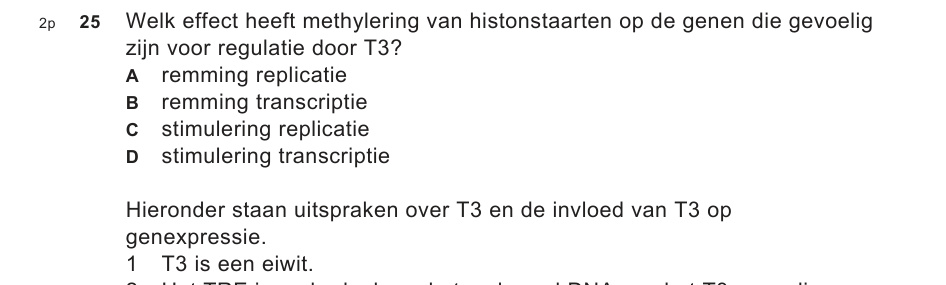 2p 25 Welk effect heeft methylering van histonstaarten op de genen die gevoelig
zijn voor regulatie door T3?
A remming replicatie
B remming transcriptie
C stimulering replicatie
D stimulering transcriptie
Hieronder staan uitspraken over T3 en de invloed van T3 op
genexpressie.
1 T3 is een eiwit.